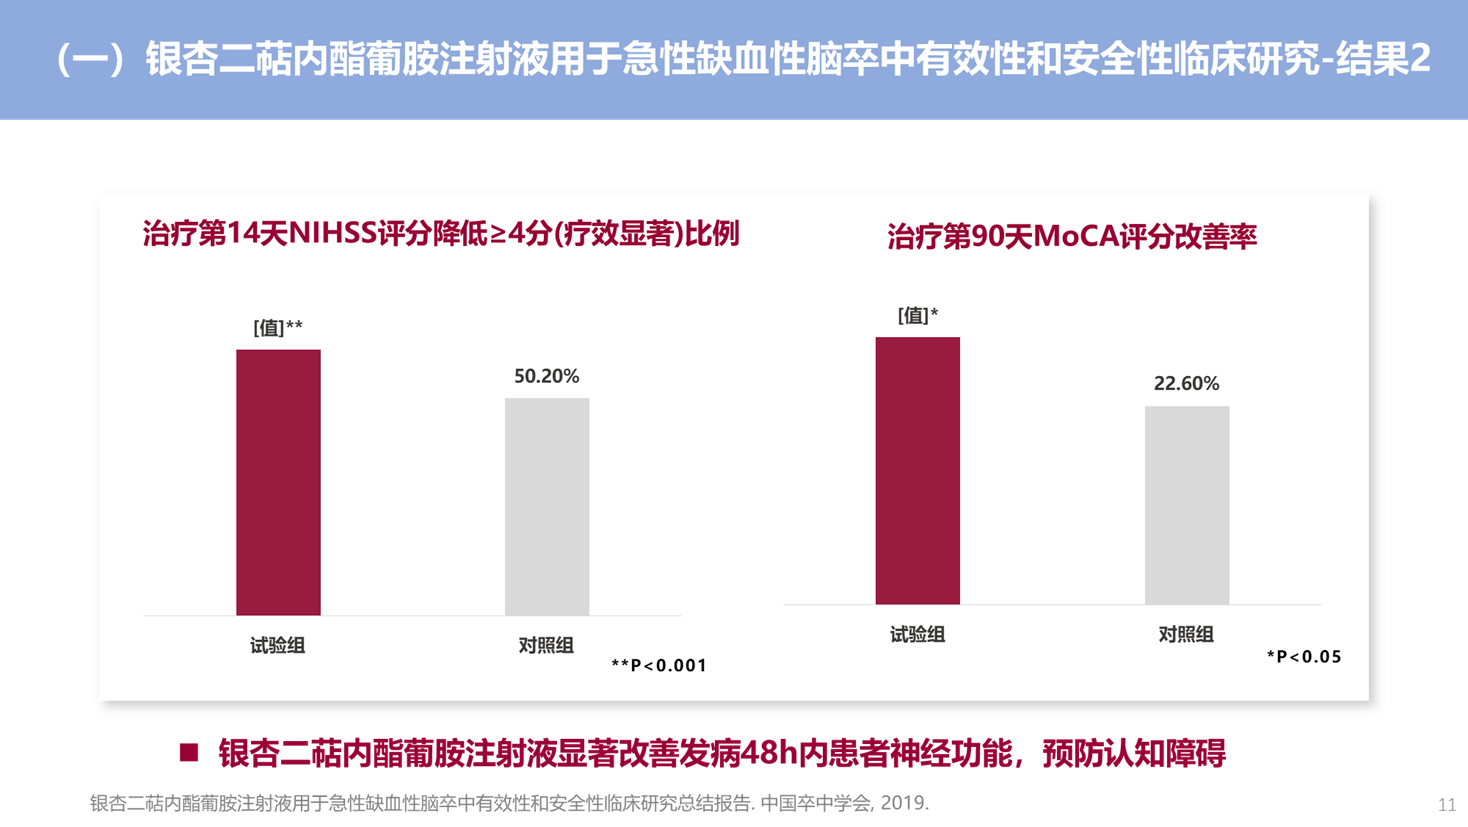 （一）银杏二萜内酯葡胺注射液用于急性缺血性脑卒中有效性和安全性临床研究-结果2
治疗第14天NIHSS评分降低≥4分(疗效显著)比例
[值]**
50.20%
试验组
对照组
**P<0.001
治疗第90天MoCA评分改善率
[值]*
22.60%
试验组
对照组
*P<0.05
■ 银杏二萜内酯葡胺注射液显著改善发病48h内患者神经功能，预防认知障碍
银杏二萜内酯葡胺注射液用于急性缺血性脑卒中有效性和安全性临床研究总结报告. 中国卒中学会, 2019.
11